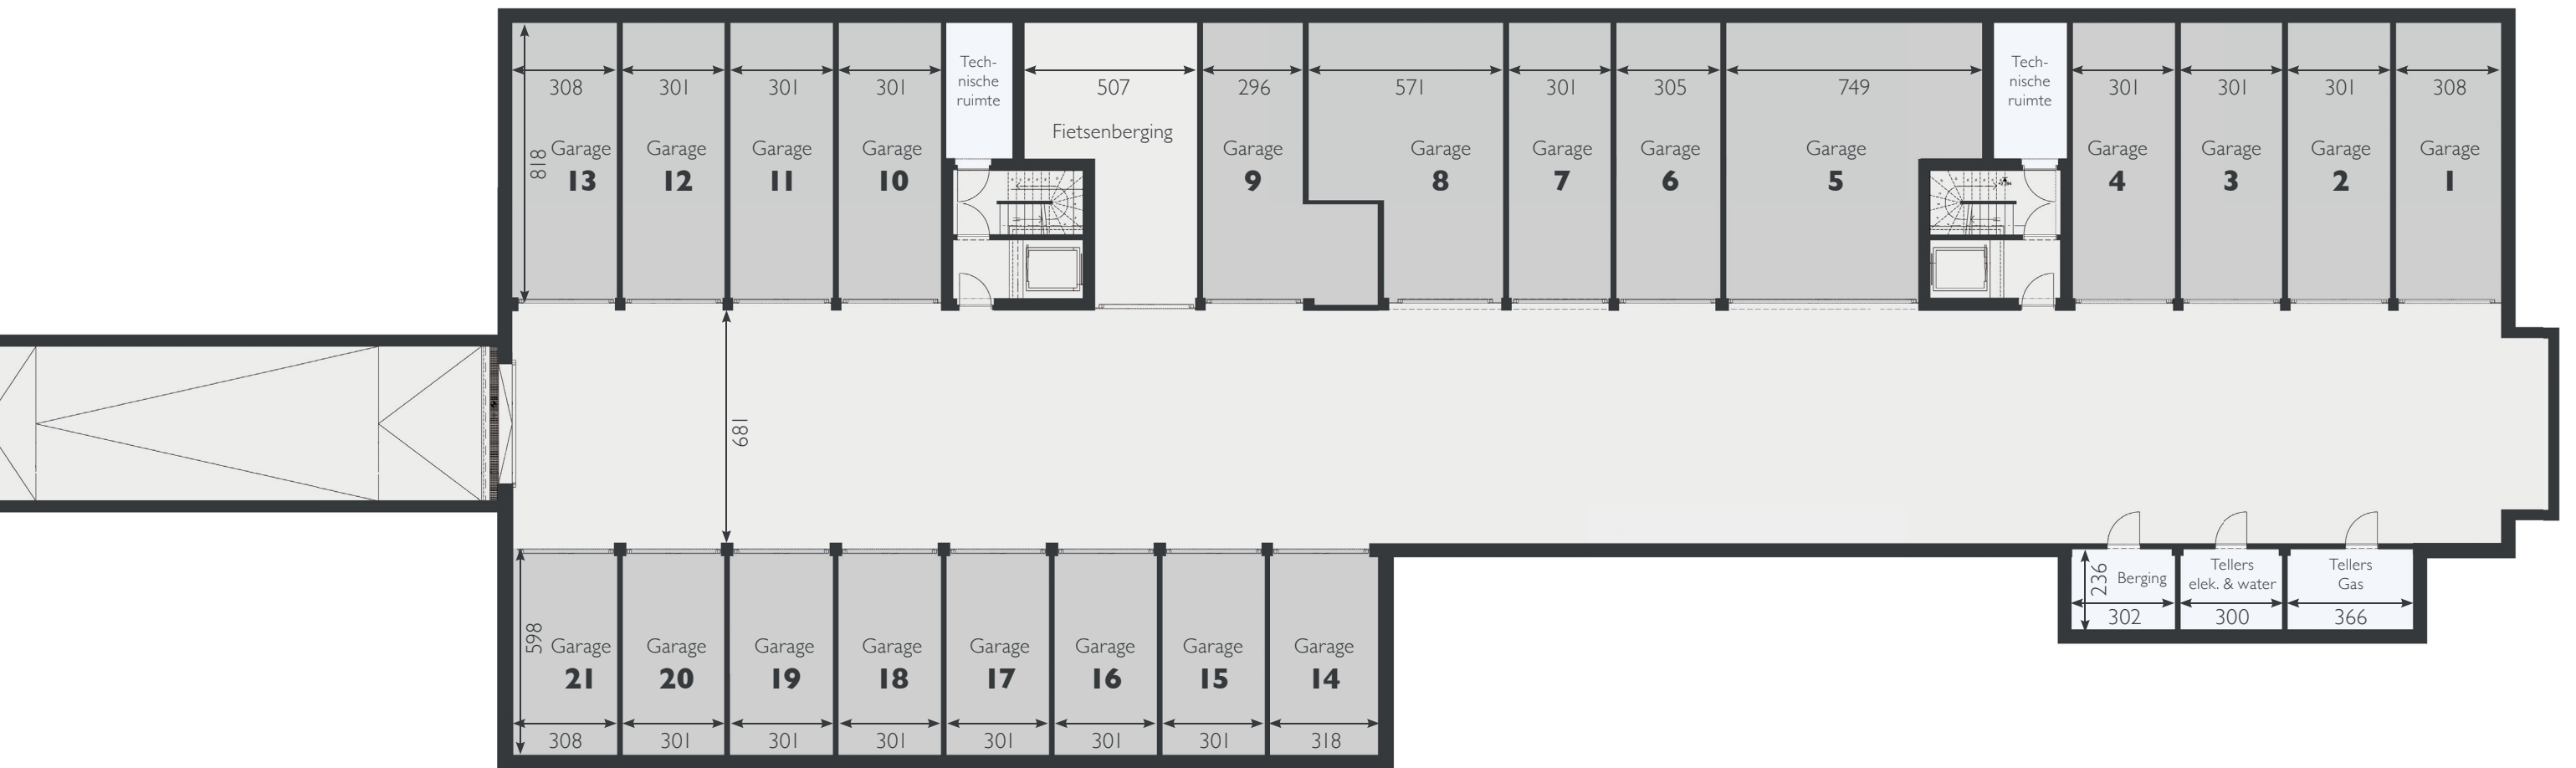 308
301
301
301
Tech-
nische
ruimte
507
296
571
301
305
749
Tech-
nische
ruimte
301
301
301
308
818
Garage
13
Garage
12
Garage
11
Garage
10
Fietsenberging
Garage
9
Garage
8
Garage
7
Garage
6
Garage
5
Garage
4
Garage
3
Garage
2
Garage
1
681
598
Garage
21
Garage
20
Garage
19
Garage
18
Garage
17
Garage
16
Garage
15
Garage
14
308
301
301
301
301
301
301
318
236
Berging
302
Tellers
elek. & water
300
Tellers
Gas
366